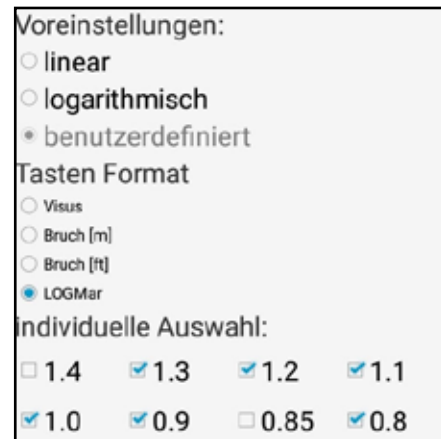 Voreinstellungen:
linear
logarithmisch
benutzerdefiniert
Tasten Format
Visus
Bruch [m]
Bruch [ft]
LOGMar
individuelle Auswahl:
1.4 1.3 1.2 1.1
1.0 0.9 0.85 0.8